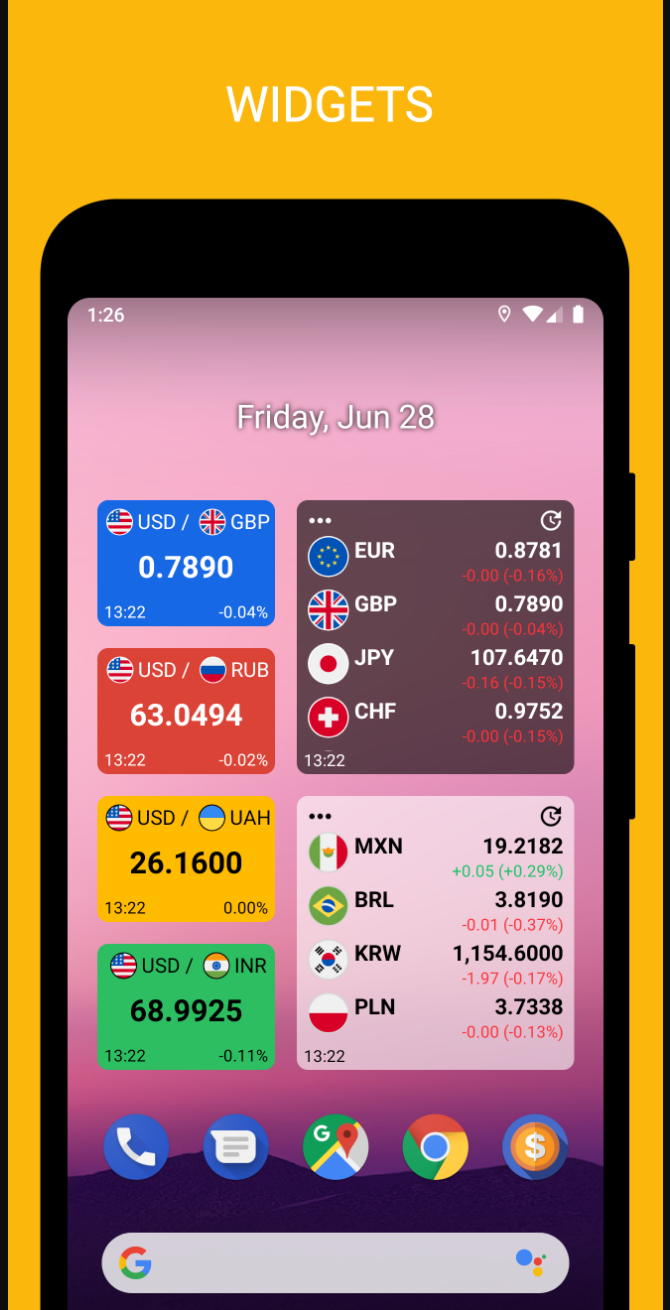 WIDGETS
1:26
Friday, Jun 28
USD / GBP
0.7890
13:22 -0.04%
USD / RUB
63.0494
13:22 -0.02%
USD / UAH
26.1600
13:22 0.00%
USD / INR
68.9925
13:22 -0.11%
•••
EUR 0.8781
-0.00 (-0.16%)
GBP 0.7890
-0.00 (-0.04%)
JPY 107.6470
-0.16 (-0.15%)
CHF 0.9752
-0.00 (-0.15%)
13:22
•••
MXN 19.2182
+0.05 (+0.29%)
BRL 3.8190
-0.01 (-0.37%)
KRW 1,154.6000
-1.97 (-0.17%)
PLN 3.7338
-0.00 (-0.13%)
13:22
G $
G